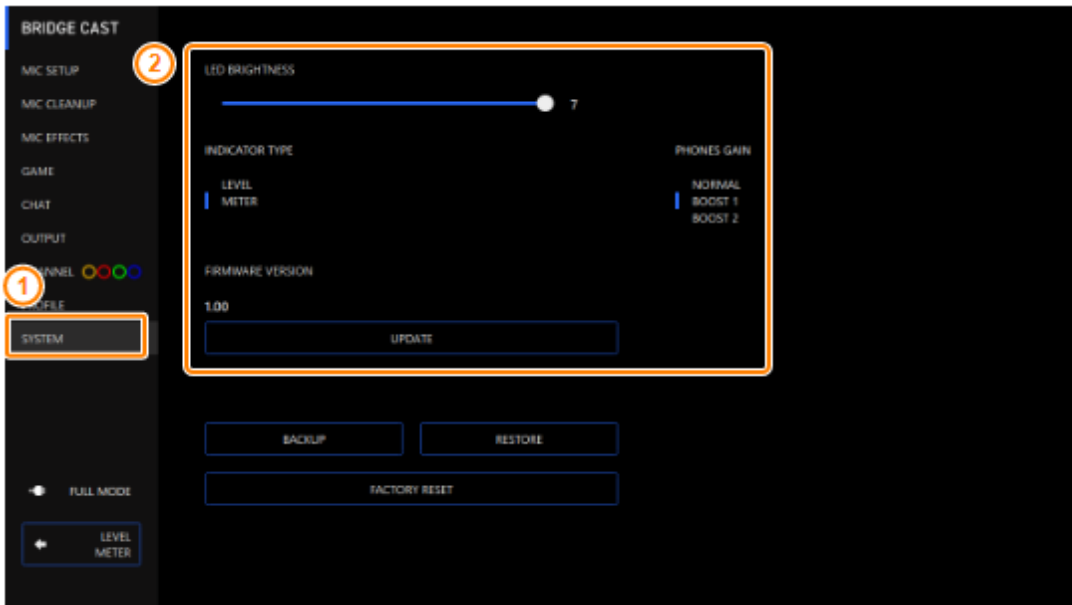 BRIDGE CAST
MIC SETUP
MIC CLEANUP
MIC EFFECTS
GAME
CHAT
OUTPUT
1
SYSTEM
FULL MODE
LEVEL
METER
2
LED BRIGHTNESS
7
INDICATOR TYPE
LEVEL
METER
PHONES GAIN
NORMAL
BOOST 1
BOOST 2
FIRMWARE VERSION
1.00
UPDATE
BACKUP
RESTORE
FACTORY RESET